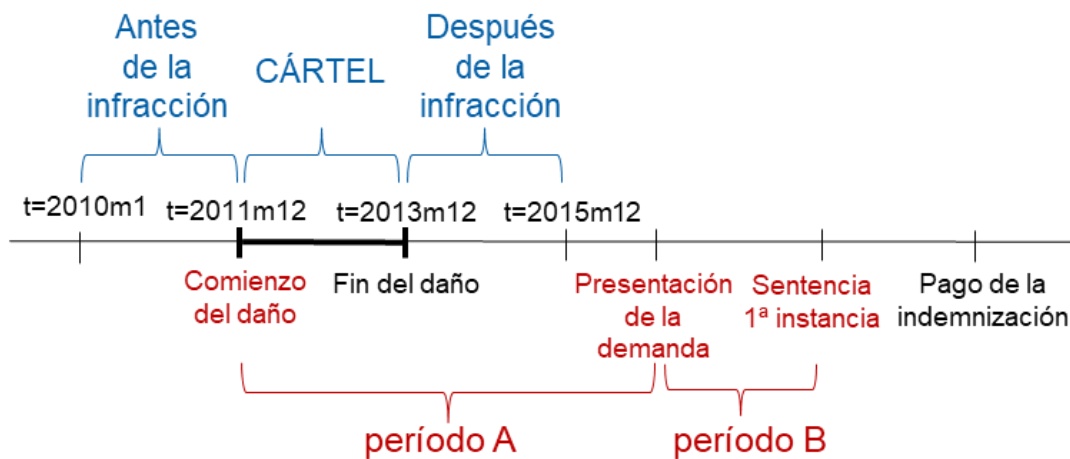 Antes
de la
infracción
CÁRTEL
Después
de la
infracción
t=2010m1
t=2011m12
t=2013m12
t=2015m12
Comienzo
del daño
Fin del daño
Presentación
de la
demanda
Sentencia
1ª instancia
Pago de la
indemnización
período A
período B